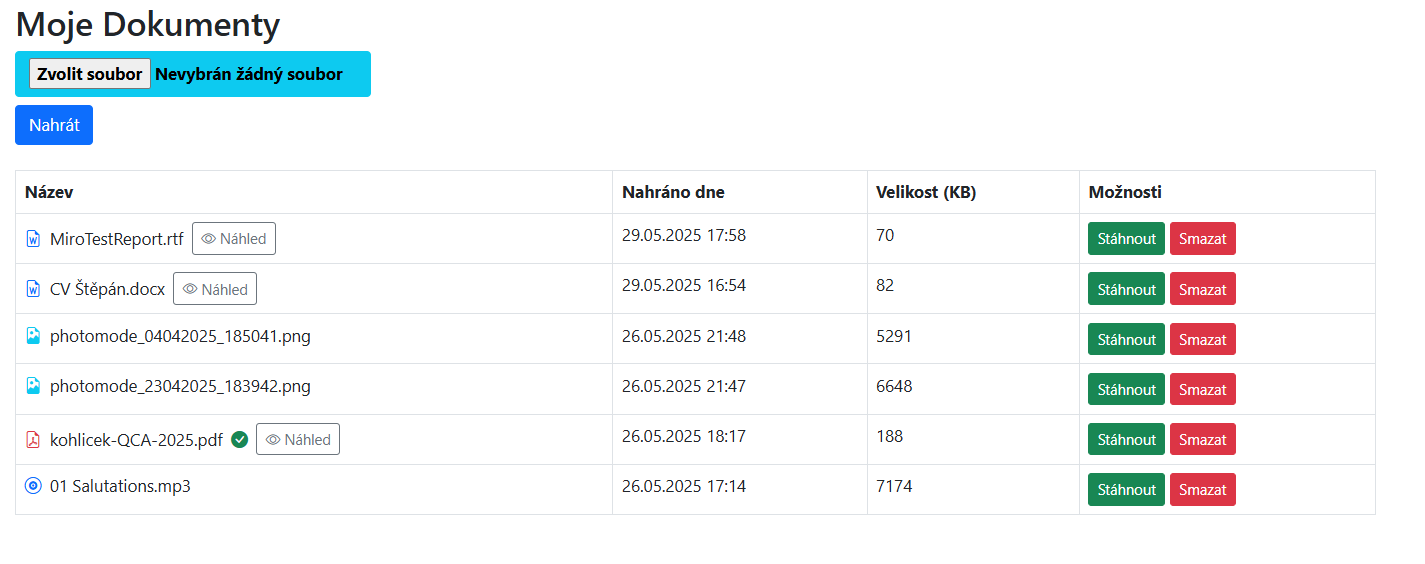 Moje Dokumenty
Zvolit soubor Nevybrán žádný soubor
Nahrát
Název Nahráno dne Velikost (KB) Možnosti
MiroTestReport.rtf Náhled 29.05.2025 17:58 70 Stáhnout Smazat
CV Štěpán.docx Náhled 29.05.2025 16:54 82 Stáhnout Smazat
photomode_04042025_185041.png 26.05.2025 21:48 5291 Stáhnout Smazat
photomode_23042025_183942.png 26.05.2025 21:47 6648 Stáhnout Smazat
kohlicek-QCA-2025.pdf Náhled 26.05.2025 18:17 188 Stáhnout Smazat
01 Salutations.mp3 26.05.2025 17:14 7174 Stáhnout Smazat